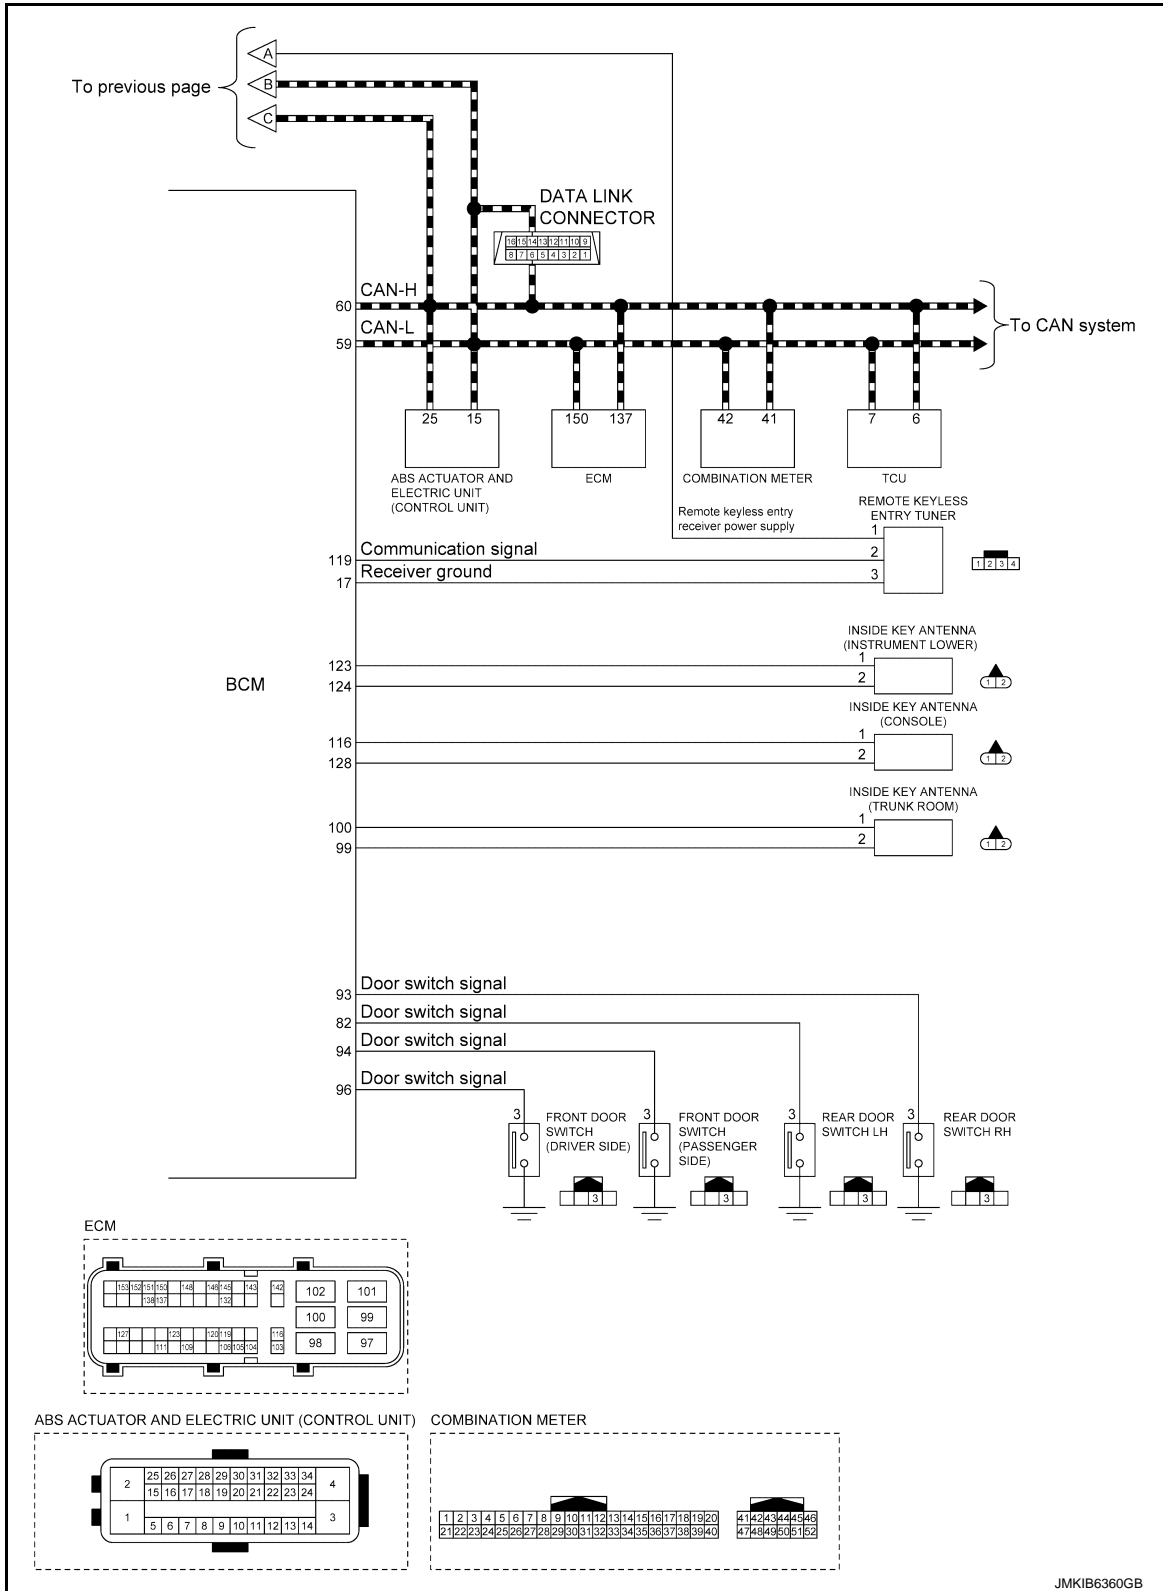 A
To previous page
B
C
DATA LINK
CONNECTOR
16 15 14 13 12 11 10 9
8 7 6 5 4 3 2 1
60 CAN-H
59 CAN-L
To CAN system
25 15
150 137
42 41
7 6
ABS ACTUATOR AND
ELECTRIC UNIT
(CONTROL UNIT)
ECM
COMBINATION METER
TCU
REMOTE KEYLESS
ENTRY TUNER
Remote keyless entry
receiver power supply
1
119 Communication signal 2
17 Receiver ground 3
1 2 3 4
BCM
INSIDE KEY ANTENNA
(INSTRUMENT LOWER)
123 1
124 2
1 2
INSIDE KEY ANTENNA
(CONSOLE)
116 1
128 2
1 2
INSIDE KEY ANTENNA
(TRUNK ROOM)
100 1
99 2
1 2
93 Door switch signal
82 Door switch signal
94 Door switch signal
96 Door switch signal
3 FRONT DOOR
SWITCH
(DRIVER SIDE)
3
3 FRONT DOOR
SWITCH
(PASSENGER
SIDE)
3
3 REAR DOOR
SWITCH LH
3
3 REAR DOOR
SWITCH RH
3
ECM
153 152 151 150 148 146 145 143 142
138 137 132
127 123 120 119 116
111 109 106 105 104 103
102 101
100 99
98 97
ABS ACTUATOR AND ELECTRIC UNIT (CONTROL UNIT)
2 25 26 27 28 29 30 31 32 33 34 4
15 16 17 18 19 20 21 22 23 24
1 5 6 7 8 9 10 11 12 13 14 3
COMBINATION METER
1 2 3 4 5 6 7 8 9 10 11 12 13 14 15 16 17 18 19 20
21 22 23 24 25 26 27 28 29 30 31 32 33 34 35 36 37 38 39 40
41 42 43 44 45 46
47 48 49 50 51 52
JMKIB6360GB